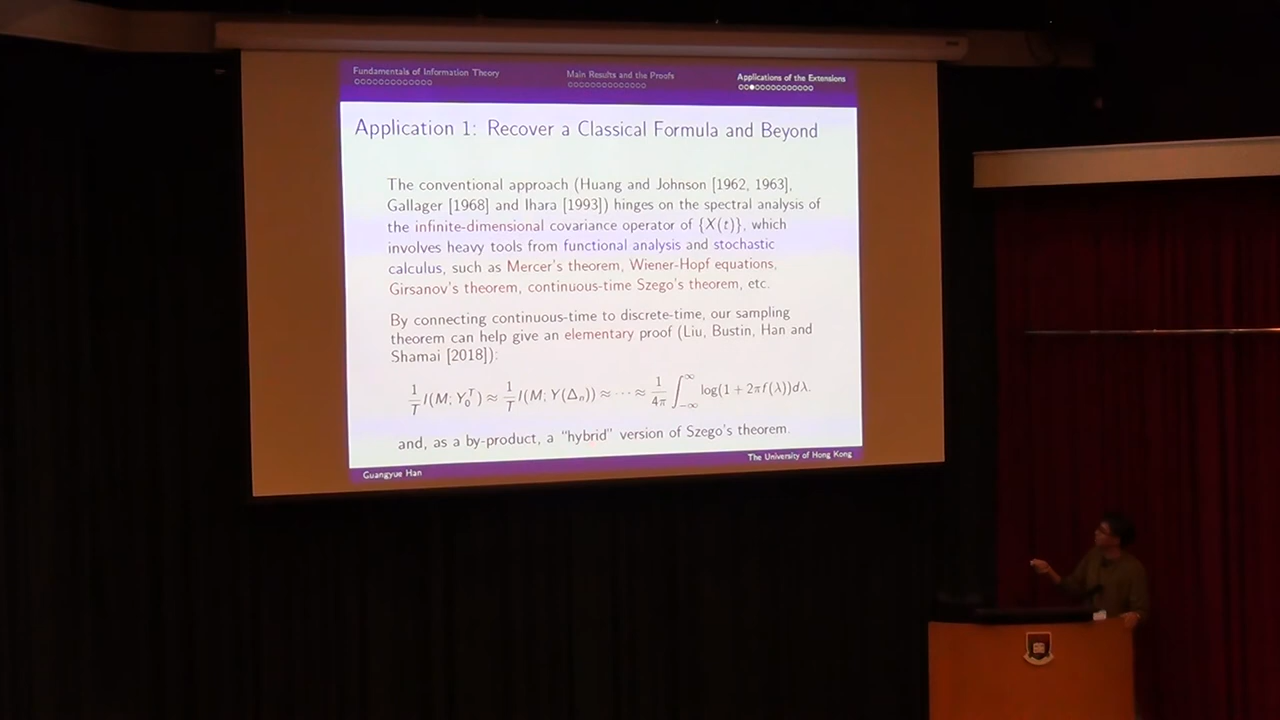 Fundamentals of Information Theory
Main Results and the Proofs
Applications of the Extensions
Application 1: Recover a Classical Formula and Beyond
The conventional approach (Huang and Johnson [1962, 1963],
Gallager [1968] and Ihara [1993]) hinges on the spectral analysis of
the infinite-dimensional covariance operator of {X(t)}, which
involves heavy tools from functional analysis and stochastic
calculus, such as Mercer's theorem, Wiener-Hopf equations,
Girsanov's theorem, continuous-time Szego's theorem, etc.
By connecting continuous-time to discrete-time, our sampling
theorem can help give an elementary proof (Liu, Bustin, Han and
Shamai [2018]):
1/T I(M; Y_0^T) ≈ 1/T I(M; Y(Δ_n)) ≈ ··· ≈ 1/4π ∫_{-∞}^{∞} log(1 + 2πf(λ))dλ.
and, as a by-product, a "hybrid" version of Szego's theorem.
Guangyue Han
The University of Hong Kong